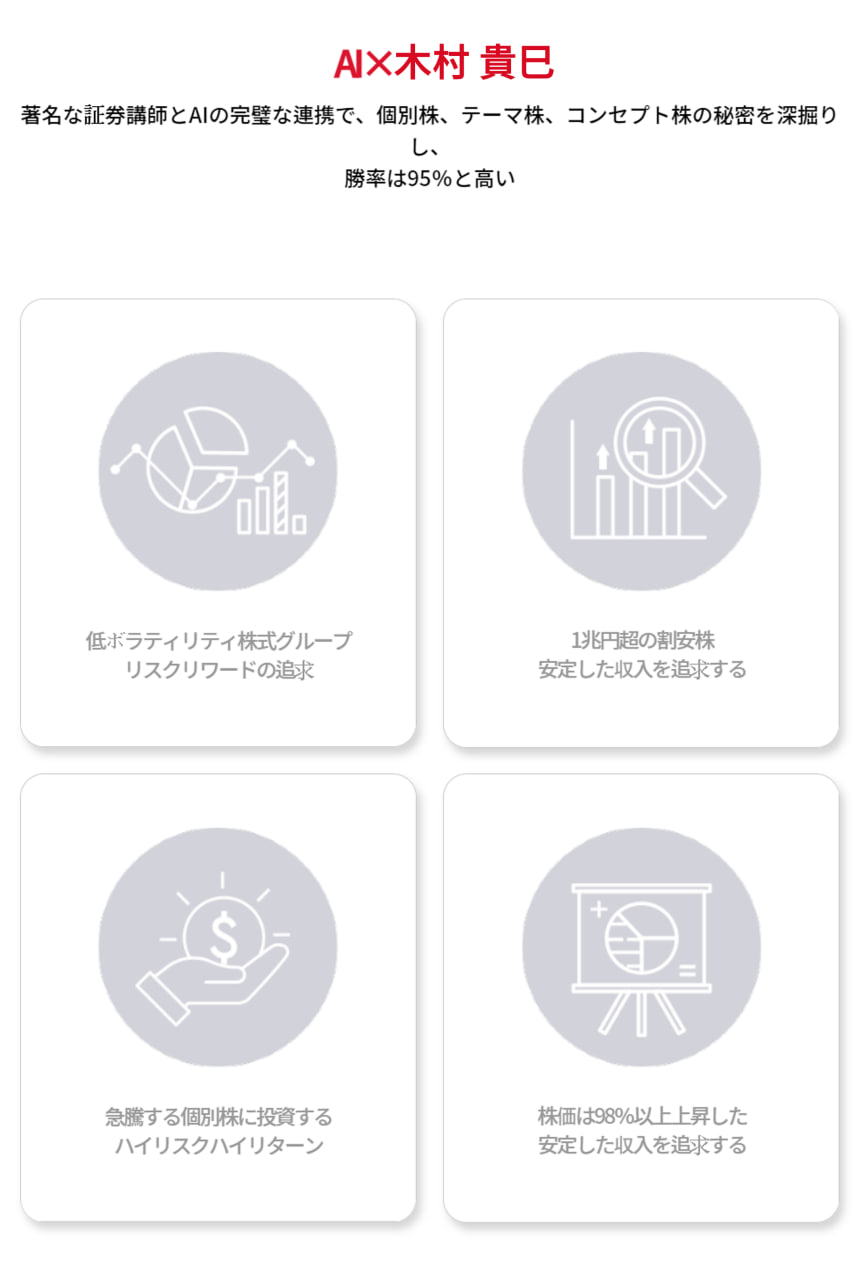 AI×木村 貴巳
著名な証券講師とAIの完璧な連携で、個別株、テーマ株、コンセプト株の秘密を深掘り
し、
勝率は95%と高い
低ボラティリティ株式グループ
リスクリワードの追求
1兆円超の割安株
安定した収入を追求する
$
急騰する個別株に投資する
ハイリスクハイリターン
株価は98%以上上昇した
安定した収入を追求する